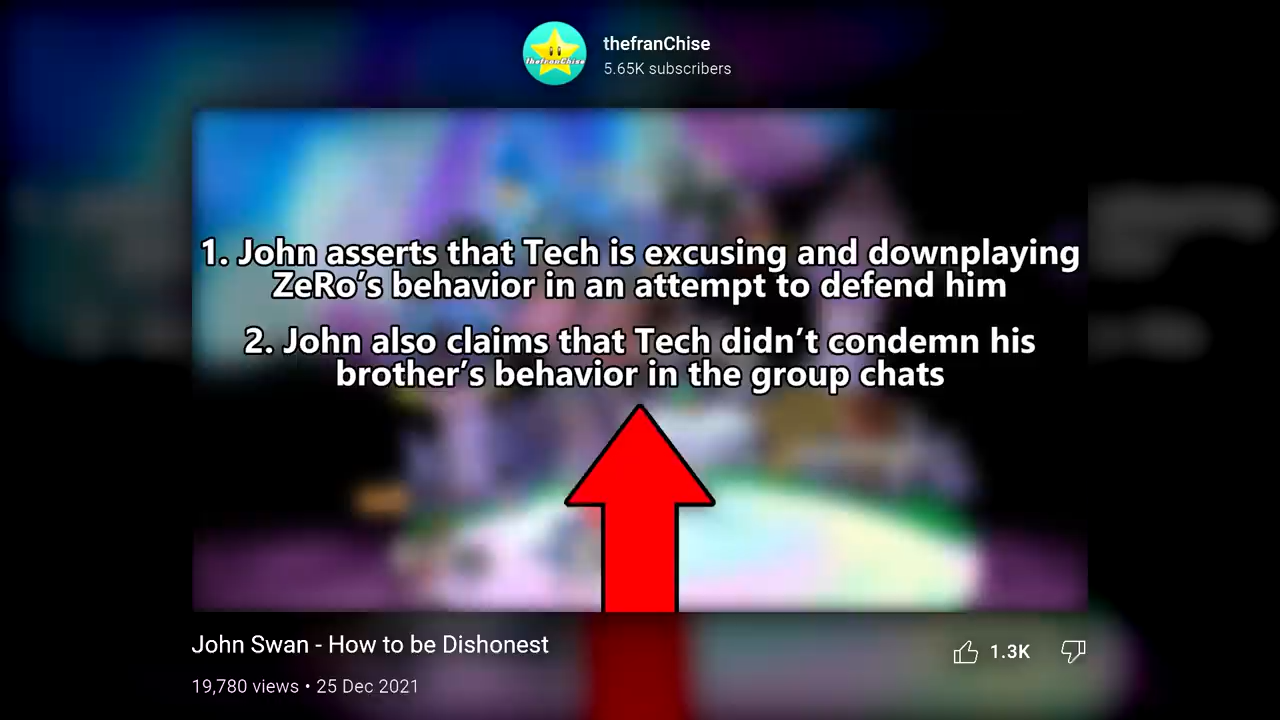 thefranChise
thefranChise
5.65K subscribers
1. John asserts that Tech is excusing and downplaying
ZeRo's behavior in an attempt to defend him
2. John also claims that Tech didn't condemn his
brother's behavior in the group chats
John Swan - How to be Dishonest
1.3K
19,780 views • 25 Dec 2021